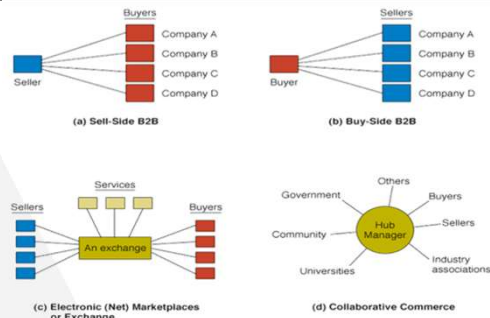 Buyers
Company A
Company B
Company C
Company D
Seller
(a) Sell-Side B2B
Sellers
Company A
Company B
Company C
Company D
Buyer
(b) Buy-Side B2B
Services
Sellers
Buyers
An exchange
(c) Electronic (Net) Marketplaces
or Exchange
Others
Government
Buyers
Community
Hub
Manager
Sellers
Universities
Industry
associations
(d) Collaborative Commerce